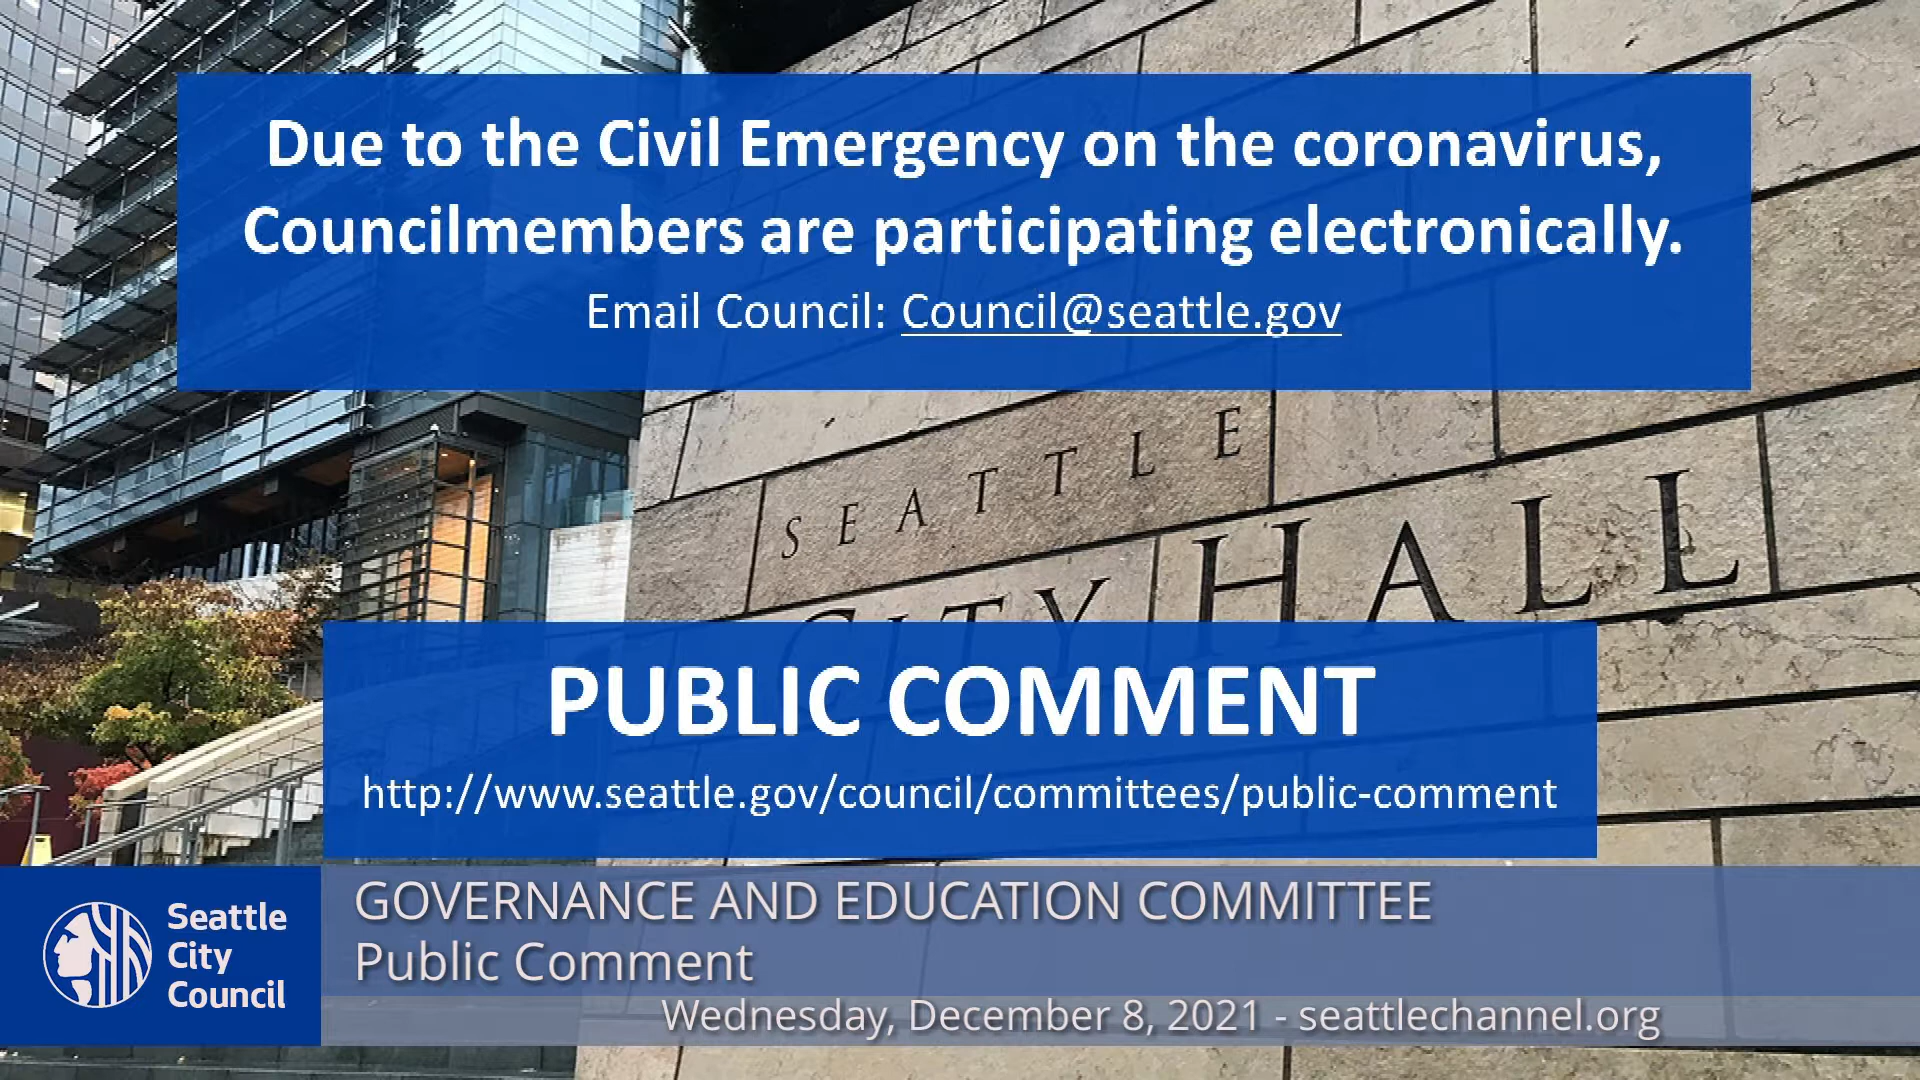 Due to the Civil Emergency on the coronavirus,
Councilmembers are participating electronically.
Email Council: Council@seattle.gov
SEATTLE
CITY HALL
PUBLIC COMMENT
http://www.seattle.gov/council/committees/public-comment
Seattle
City
Council
GOVERNANCE AND EDUCATION COMMITTEE
Public Comment
Wednesday, December 8, 2021 - seattlechannel.org